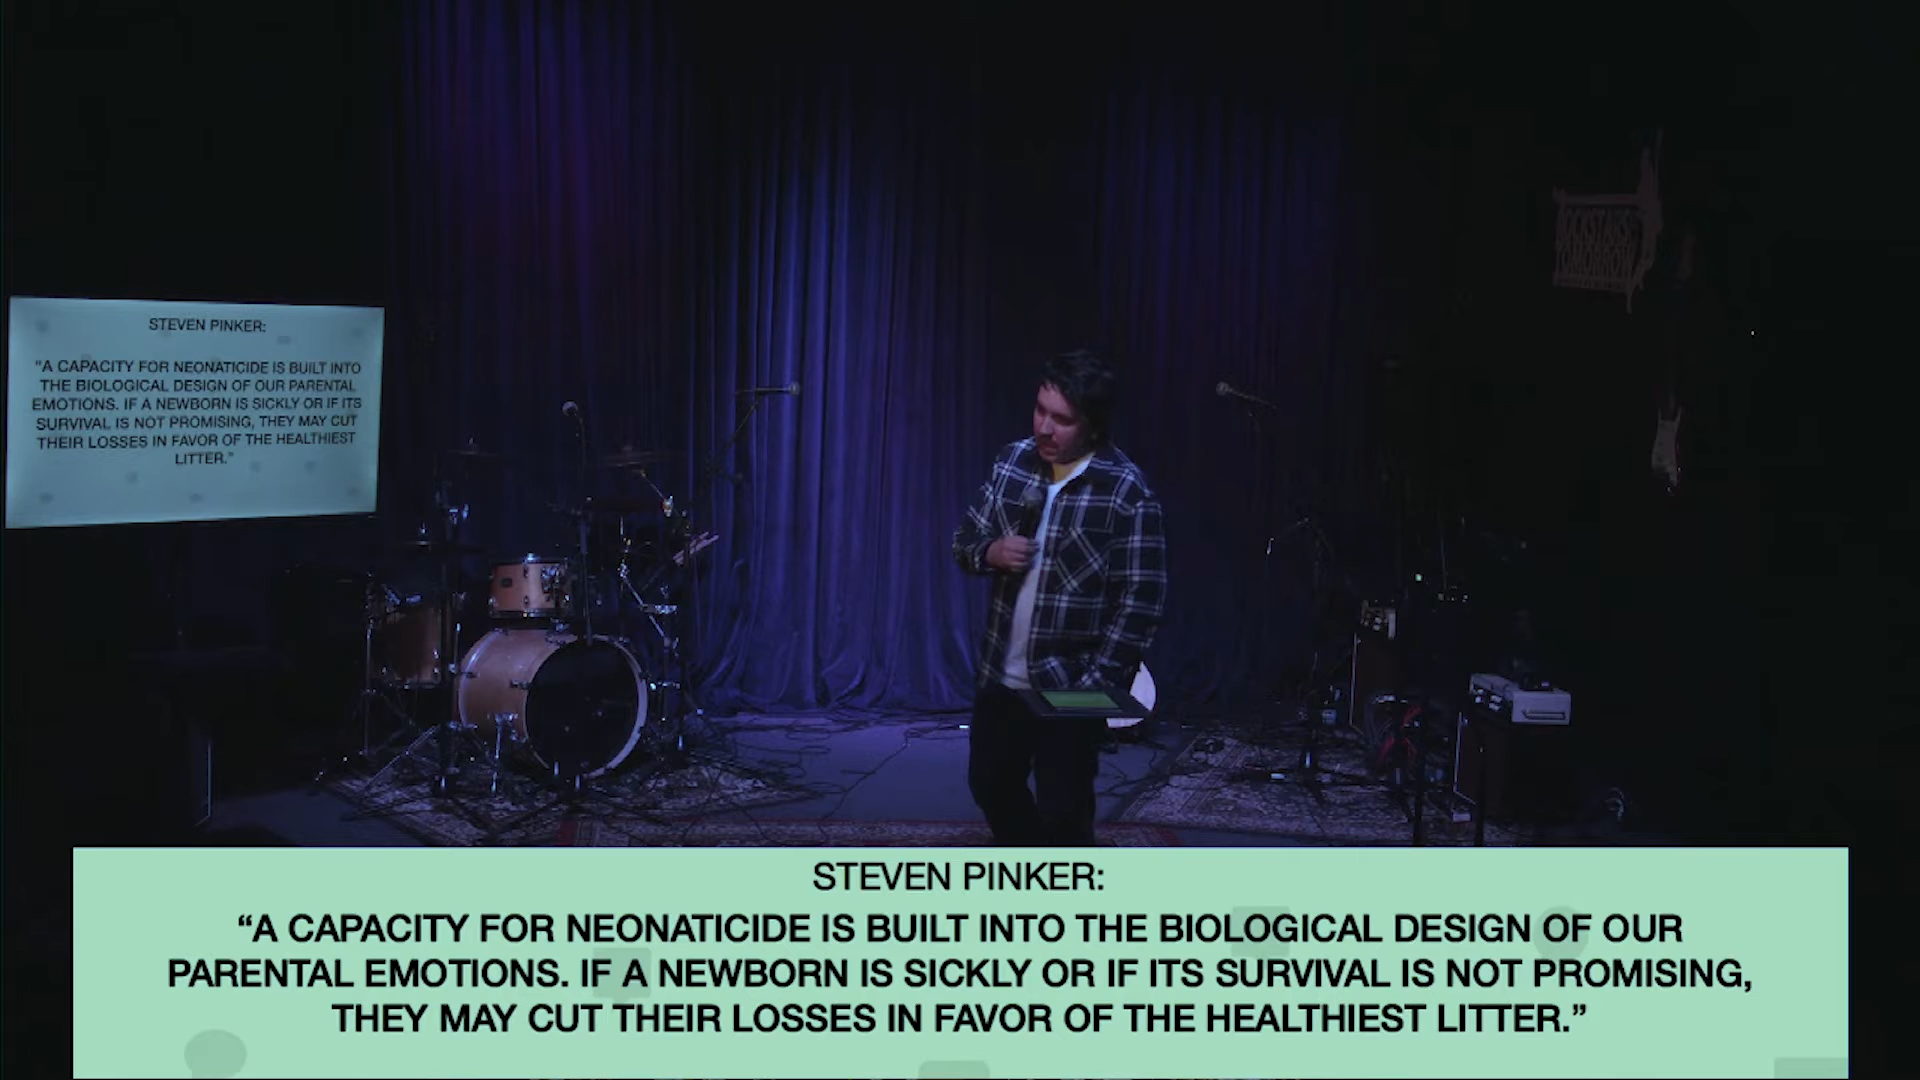 STEVEN PINKER:
"A CAPACITY FOR NEONATICIDE IS BUILT INTO
THE BIOLOGICAL DESIGN OF OUR PARENTAL
EMOTIONS. IF A NEWBORN IS SICKLY OR IF ITS
SURVIVAL IS NOT PROMISING, THEY MAY CUT
THEIR LOSSES IN FAVOR OF THE HEALTHIEST
LITTER."
ROCKSTARS
TOMORROW
STEVEN PINKER:
“A CAPACITY FOR NEONATICIDE IS BUILT INTO THE BIOLOGICAL DESIGN OF OUR
PARENTAL EMOTIONS. IF A NEWBORN IS SICKLY OR IF ITS SURVIVAL IS NOT PROMISING,
THEY MAY CUT THEIR LOSSES IN FAVOR OF THE HEALTHIEST LITTER.”